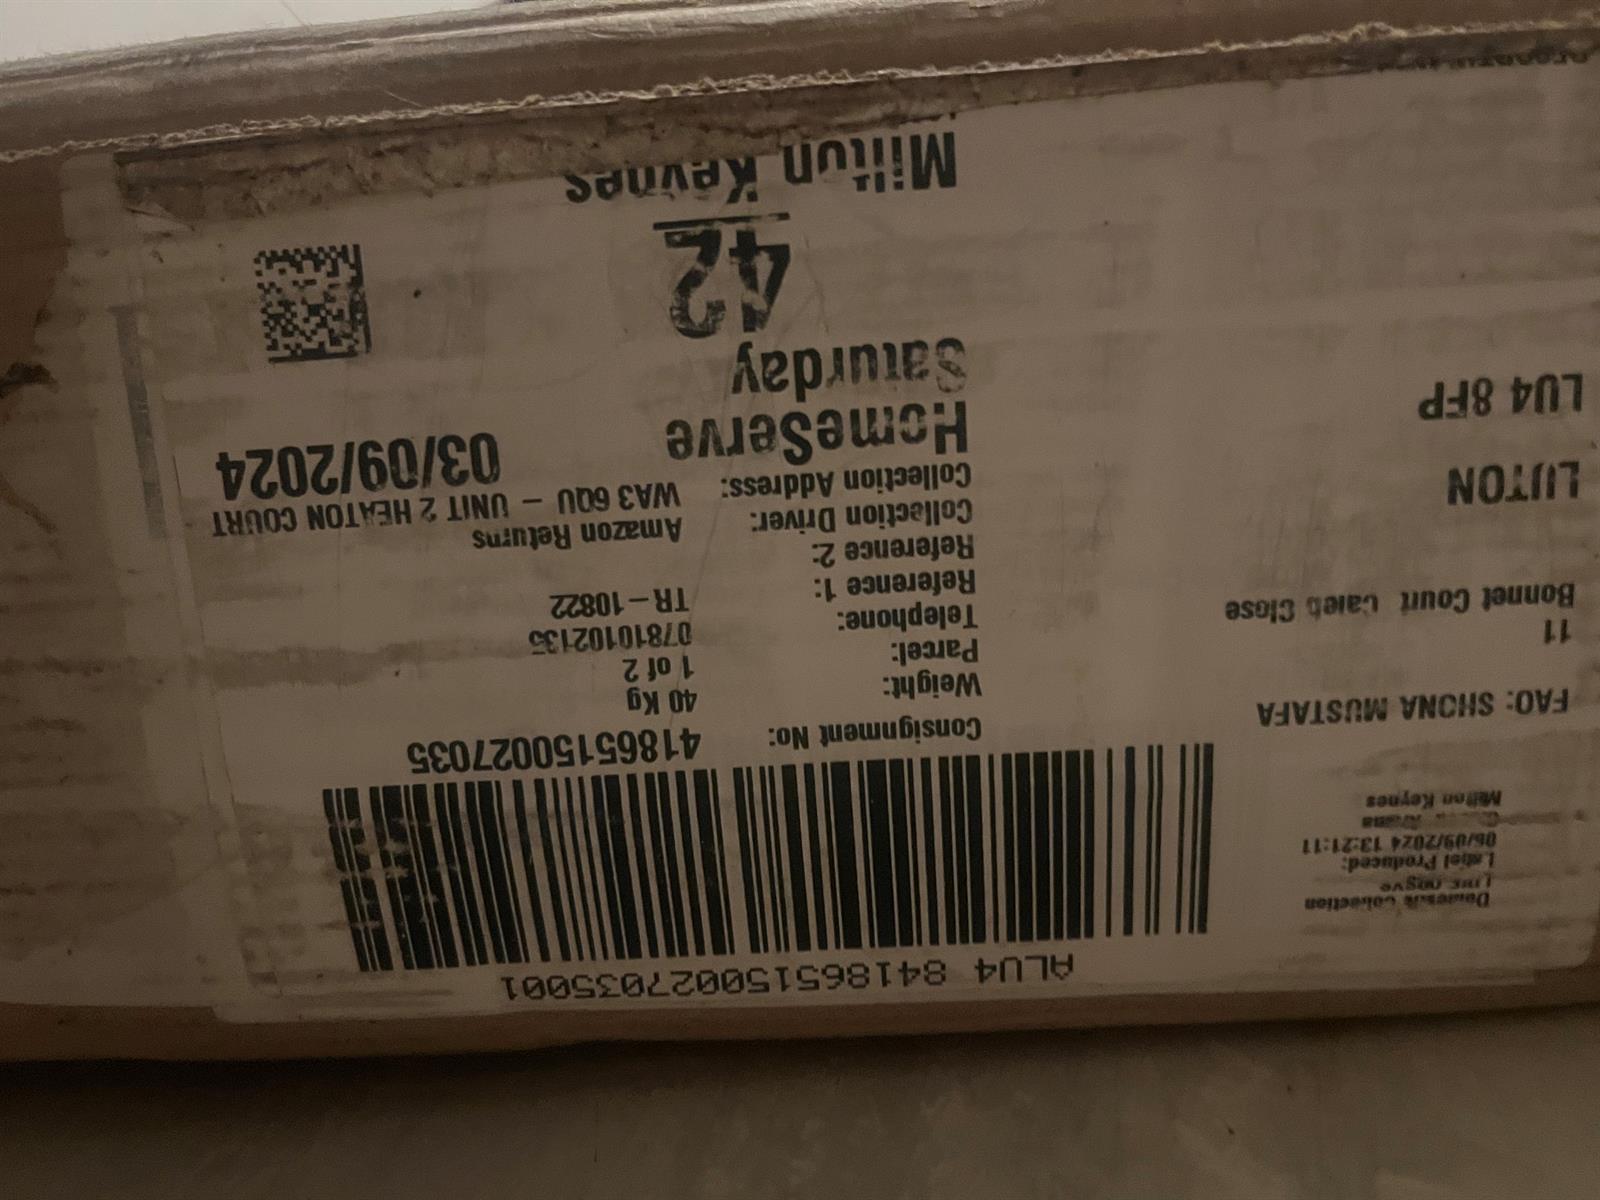 ALU4 841865150027035001
Domestic Collection
Label Produced:
06/09/2024 13:21:11
Milton Keynes
FAO: SHONA MUSTAFA
11
Bonnet Court Caleb Close
LUTON
LU4 8FP
Consignment No: 41865150027035
Weight: 40 Kg
Parcel: 1 of 2
Telephone: 07810102135
Reference 1: TR-10822
Reference 2:
Collection Driver: Amazon Returns
Collection Address: WA3 6QU - UNIT 2 HEATON COURT
HomeServe 03/09/2024
Saturday
42
Milton Keynes